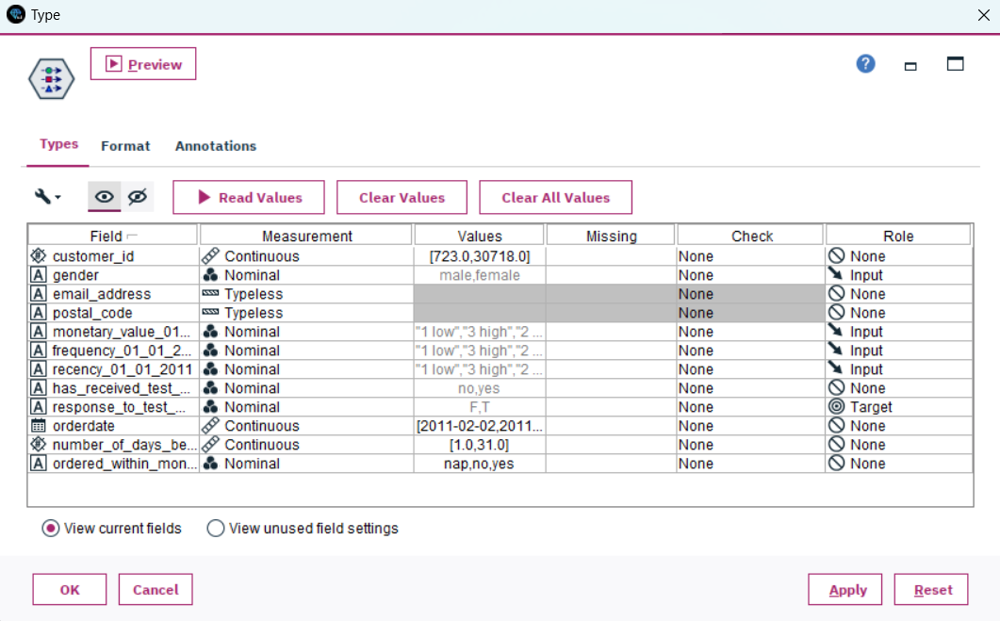 Type
Preview
Types Format Annotations
Read Values Clear Values Clear All Values
Field Measurement Values Missing Check Role
customer_id Continuous [723.0,30718.0] None None
A gender Nominal male,female None Input
A email_address Typeless None None
A postal_code Typeless None None
A monetary_value_01... Nominal "1 low","3 high","2 ... None Input
A frequency_01_01_2... Nominal "1 low","3 high","2 ... None Input
A recency_01_01_2011 Nominal "1 low","3 high","2 ... None Input
A has_received_test_... Nominal no,yes None None
A response_to_test_... Nominal F,T None Target
orderdate Continuous [2011-02-02,2011... None None
number_of_days_be... Continuous [1.0,31.0] None None
A ordered_within_mon... Nominal nap,no,yes None None
View current fields View unused field settings
OK Cancel Apply Reset